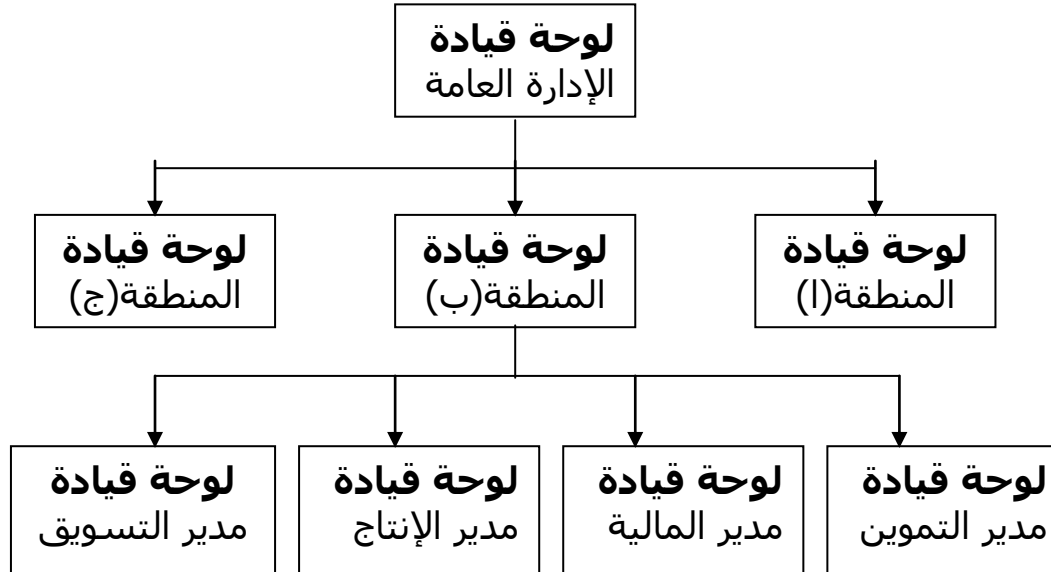 لوحة قيادة
الإدارة العامة
لوحة قيادة
المنطقة(ا)
لوحة قيادة
المنطقة(ب)
لوحة قيادة
المنطقة(ج)
لوحة قيادة
مدير التموين
لوحة قيادة
مدير المالية
لوحة قيادة
مدير الإنتاج
لوحة قيادة
مدير التسويق